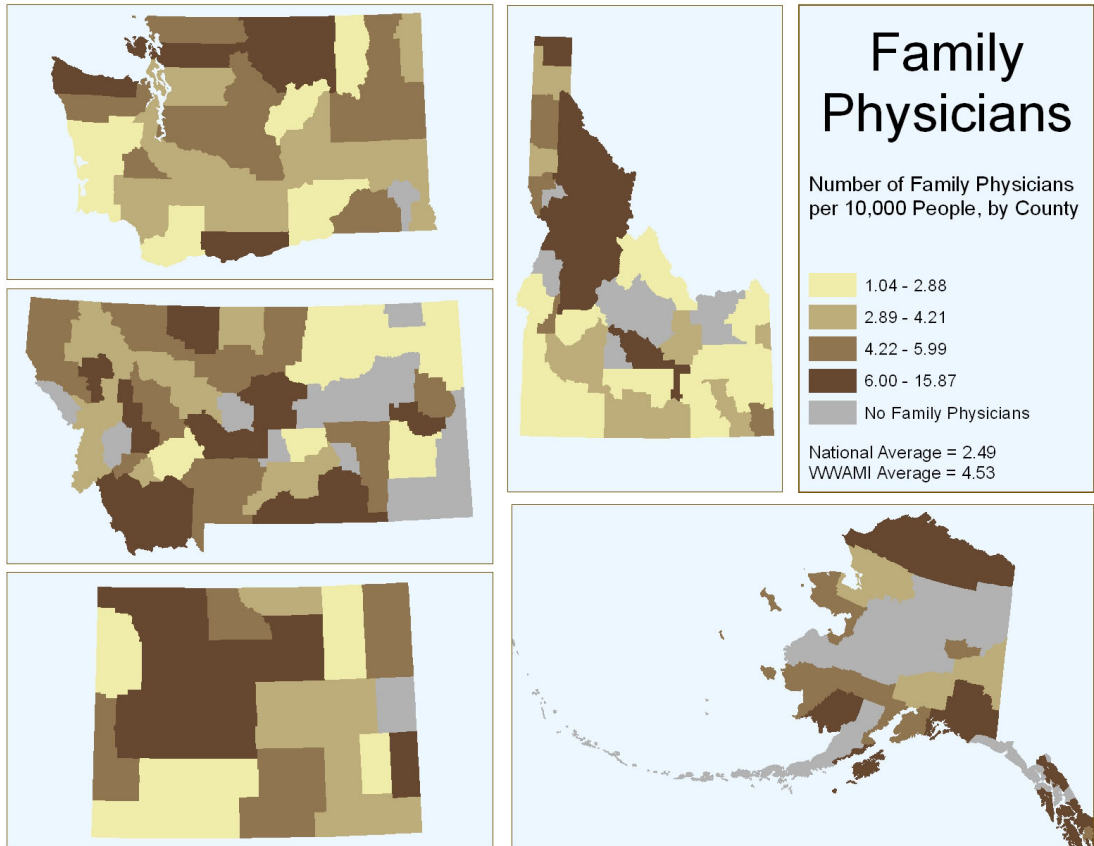 Family
Physicians
Number of Family Physicians
per 10,000 People, by County
1.04 - 2.88
2.89 - 4.21
4.22 - 5.99
6.00 - 15.87
No Family Physicians
National Average = 2.49
WWAMI Average = 4.53